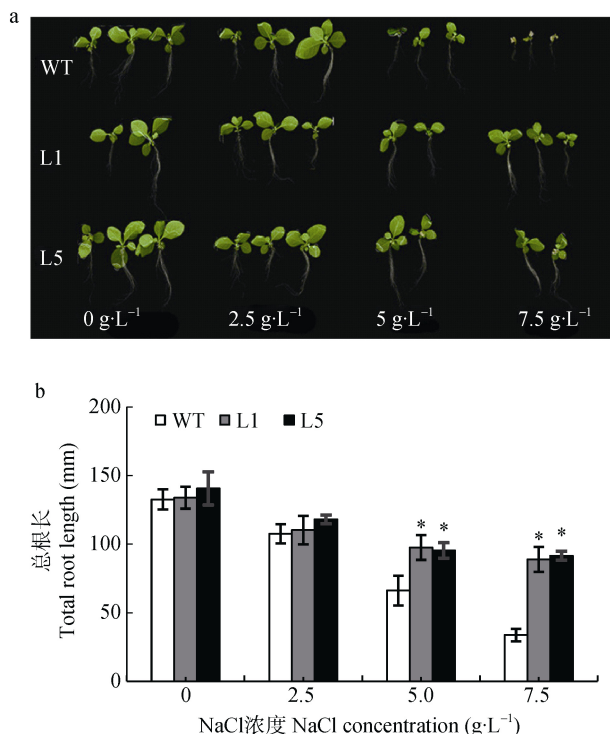 a
WT
L1
L5
0 g·L⁻¹ 2.5 g·L⁻¹ 5 g·L⁻¹ 7.5 g·L⁻¹
b
总根长
Total root length (mm)
200
150
100
50
0
WT L1 L5
* * * *
0 2.5 5.0 7.5
NaCl浓度 NaCl concentration (g·L⁻¹)